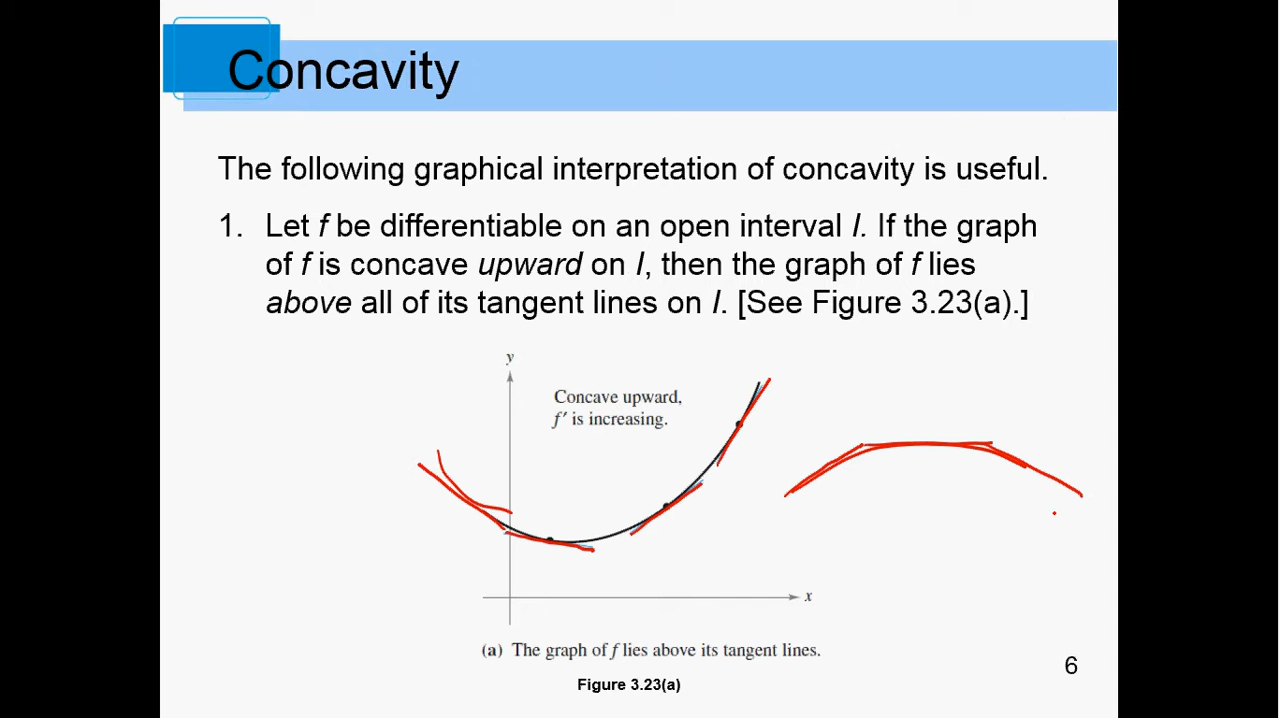 Concavity
The following graphical interpretation of concavity is useful.
1. Let f be differentiable on an open interval I. If the graph
of f is concave upward on I, then the graph of f lies
above all of its tangent lines on I. [See Figure 3.23(a).]
y
Concave upward,
f′ is increasing.
x
(a) The graph of f lies above its tangent lines.
6
Figure 3.23(a)